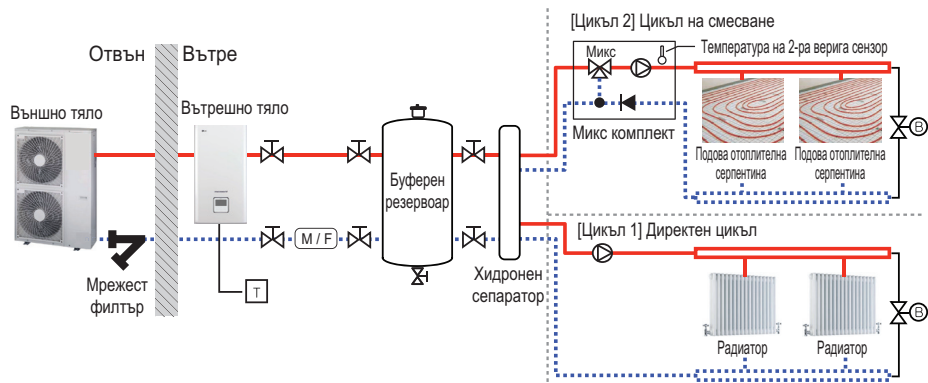 [Цикъл 2] Цикъл на смесване
Отвън
Вътре
Микс
Температура на 2-ра верига сензор
Външно тяло
Вътрешно тяло
Микс комплект
B
Буферен
резервоар
Подова отоплителна
серпентина
Подова отоплителна
серпентина
M / F
[Цикъл 1] Директен цикъл
Мрежест
филтър
T
Хидронен
сепаратор
B
Радиатор
Радиатор